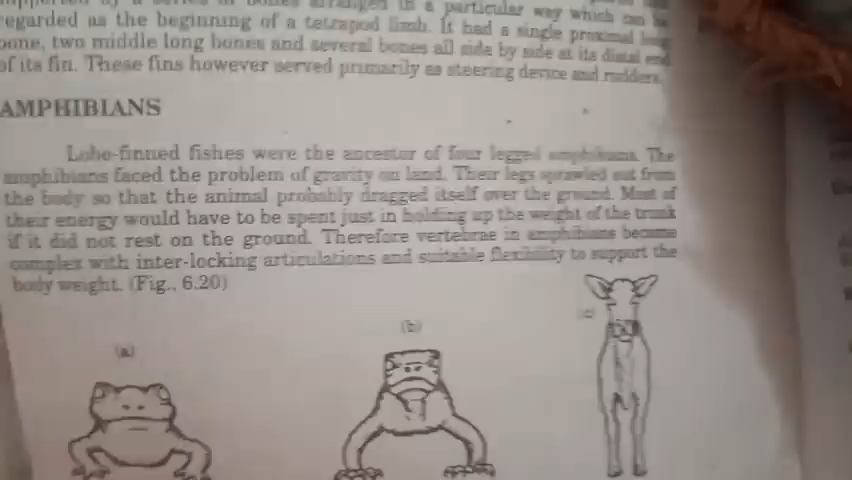 supported by a series of bones arranged in a particular way which can be
regarded as the beginning of a tetrapod limb. It had a single proximal long
bone, two middle long bones and several bones all side by side at its distal end
of its fin. These fins however served primarily as steering device and rudders.
AMPHIBIANS
Lobe-finned fishes were the ancestor of four legged amphibians. The
amphibians faced the problem of gravity on land. Their legs sprawled out from
the body so that the animal probably dragged itself over the ground. Most of
their energy would have to be spent just in holding up the weight of the trunk
if it did not rest on the ground. Therefore vertebrae in amphibians became
complex with inter-locking articulations and suitable flexibility to support the
body weight. (Fig., 6.20)
(a)
(b)